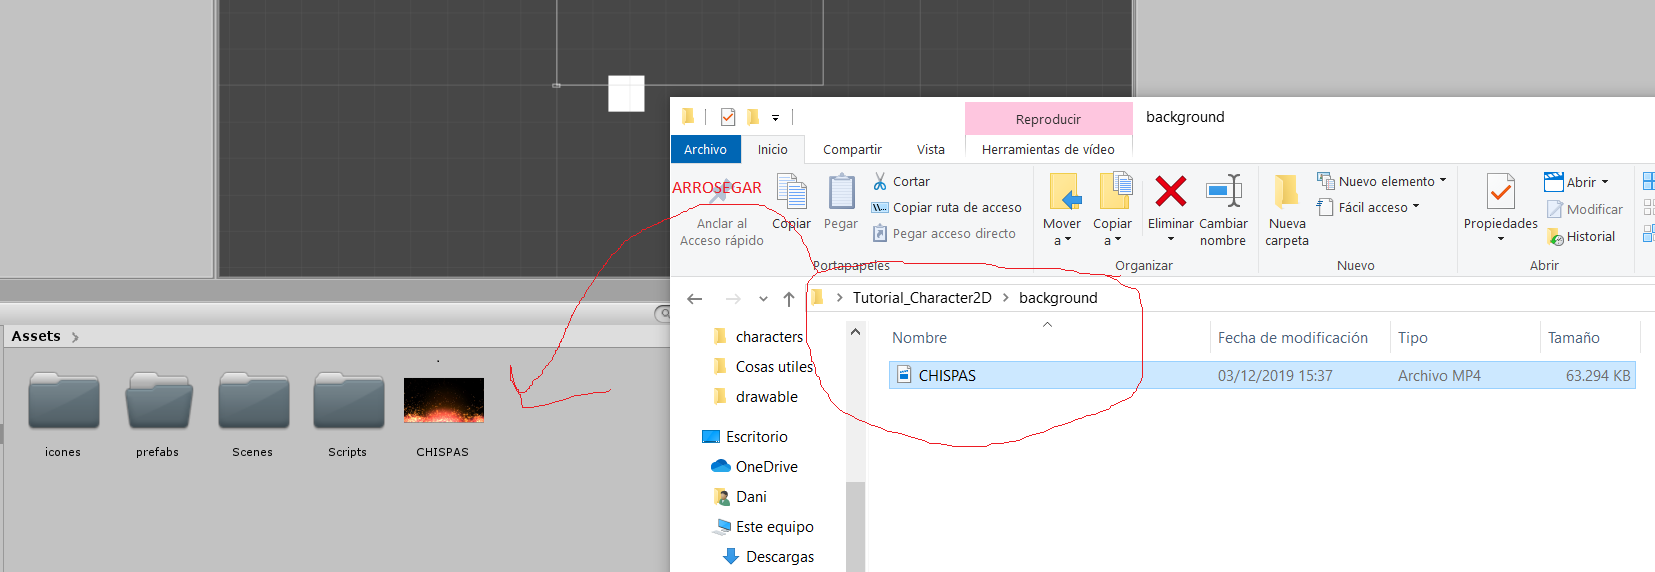 background
Reproducir
Archivo Inicio Compartir Vista Herramientas de vídeo
ARROSEGAR
Anclar al
Acceso rápido
Copiar
Pegar
Cortar
Copiar ruta de acceso
Pegar acceso directo
Portapapeles
Mover
a
Copiar
a
Eliminar
Cambiar
nombre
Organizar
Nueva
carpeta
Nuevo elemento
Fácil acceso
Nuevo
Propiedades
Abrir
Modificar
Historial
Abrir
Tutorial_Character2D > background
Assets
icones prefabs Scenes Scripts CHISPAS
characters
Cosas utiles
drawable
Escritorio
OneDrive
Dani
Este equipo
Descargas
Nombre Fecha de modificación Tipo Tamaño
CHISPAS 03/12/2019 15:37 Archivo MP4 63.294 KB